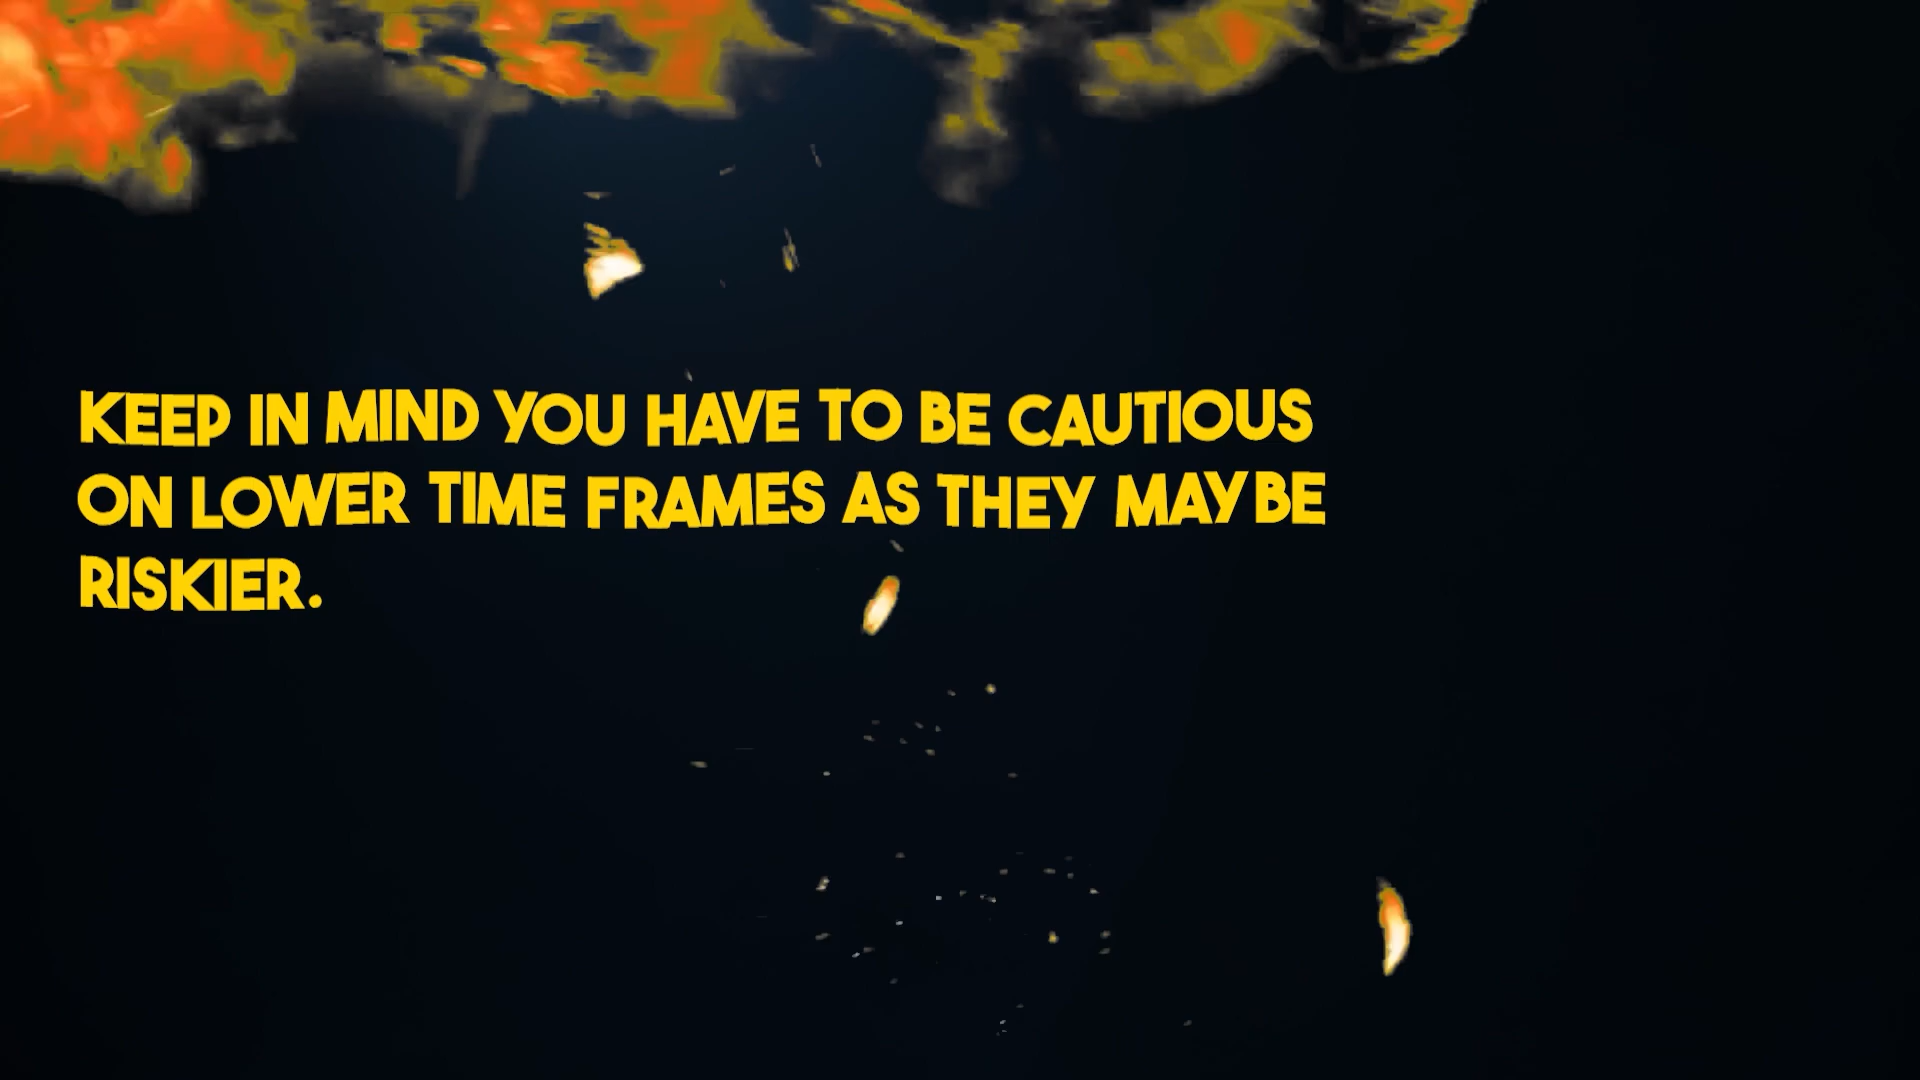 KEEP IN MIND YOU HAVE TO BE CAUTIOUS
ON LOWER TIME FRAMES AS THEY MAYBE
RISKIER.